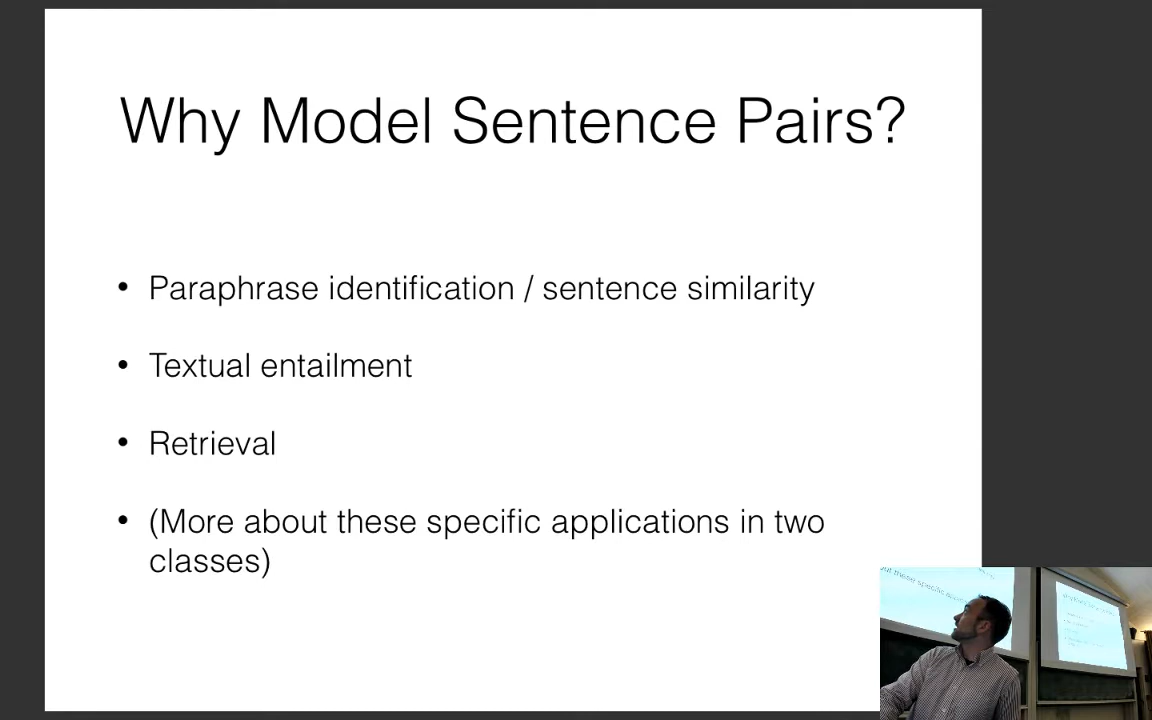 Why Model Sentence Pairs?
• Paraphrase identification / sentence similarity
• Textual entailment
• Retrieval
• (More about these specific applications in two
classes)